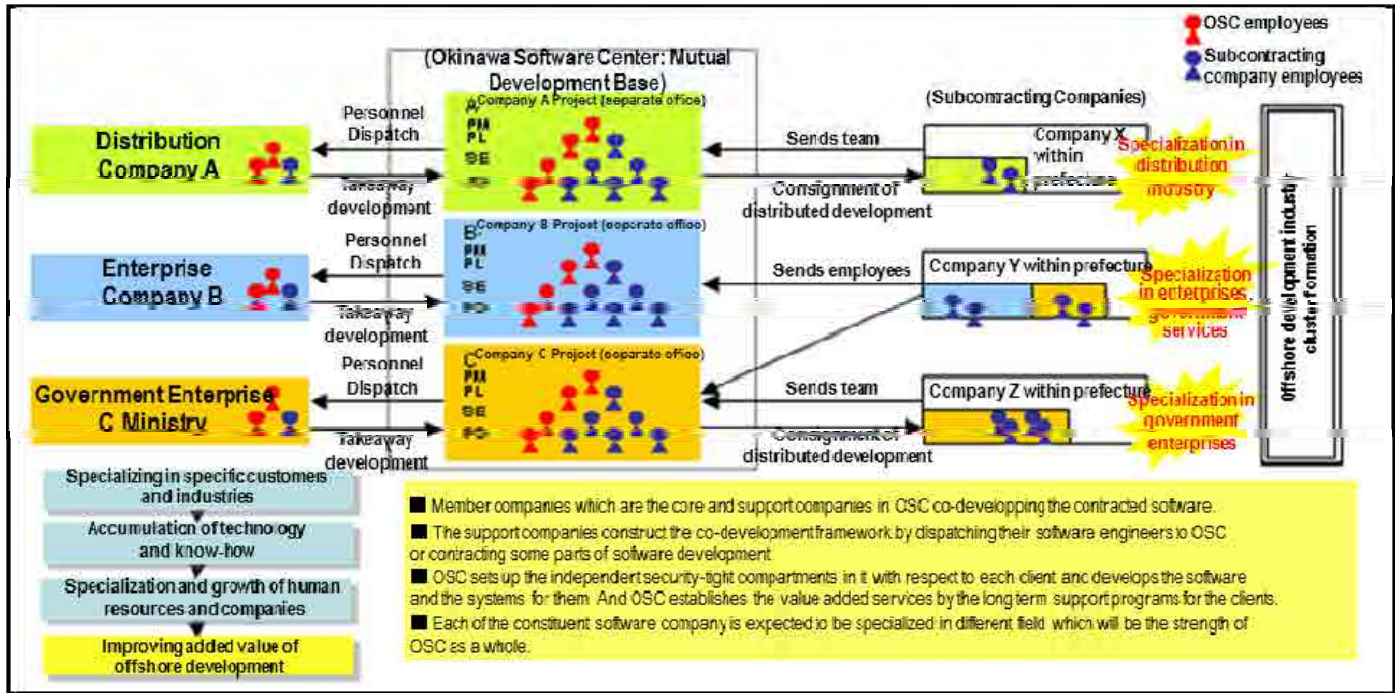 OSC employees
Subcontracting
company employees
(Okinawa Software Center: Mutual
Development Base)
(Subcontracting Companies)
Distribution
Company A
Personnel
Dispatch
Takeaway
development
Company A Project (separate office)
A
PM
PL
SE
PG
Sends team
Consignment of
distributed development
Company X
within
prefecture
Specialization in
distribution
industry
Enterprise
Company B
Personnel
Dispatch
Takeaway
development
Company B Project (separate office)
B
PM
PL
SE
PG
Sends employees
Company Y within prefecture
Specialization
in enterprises,
government
services
Government Enterprise
C Ministry
Personnel
Dispatch
Takeaway
development
Company C Project (separate office)
C
PM
PL
SE
PG
Sends team
Consignment of
distributed development
Company Z within prefecture
Specialization in
government
enterprises
Offshore development industry
cluster formation
Specializing in specific customers
and industries
Accumulation of technology
and know-how
Specialization and growth of human
resources and companies
Improving added value of
offshore development
■ Member companies which are the core and support companies in OSC co-developping the contracted software.
■ The support companies construct the co-development framework by dispatching their software engineers to OSC
or contracting some parts of software development
■ OSC sets up the independent security-tight compartments in it with respect to each client and develops the software
and the systems for them. And OSC establishes the value added services by the long term support programs for the clients.
■ Each of the constituent software company is expected to be specialized in different field which will be the strength of
OSC as a whole.